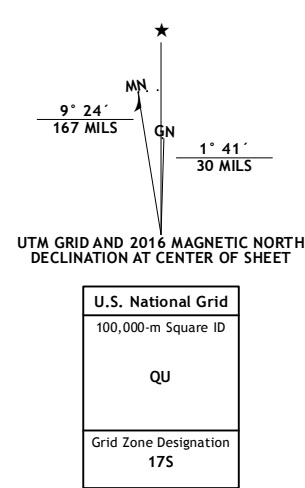 ★
MN
9° 24´
167 MILS
GN
1° 41´
30 MILS
UTM GRID AND 2016 MAGNETIC NORTH
DECLINATION AT CENTER OF SHEET
U.S. National Grid
100,000-m Square ID
QU
Grid Zone Designation
17S